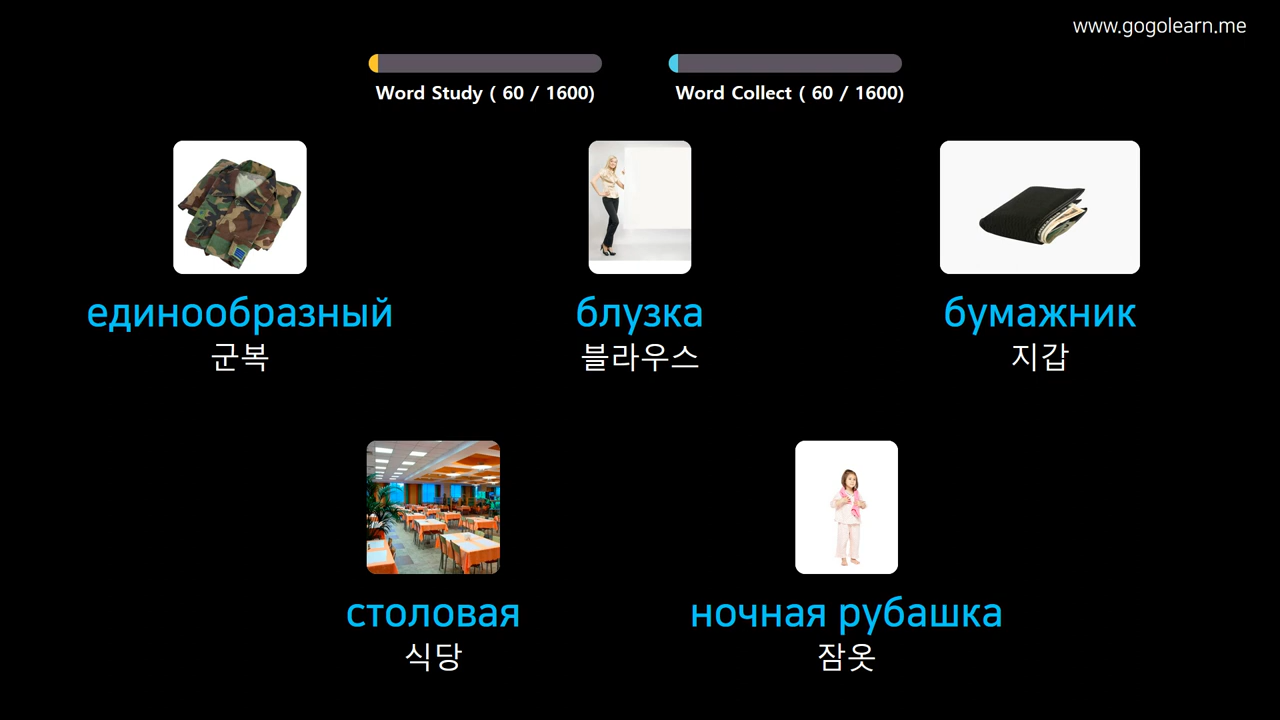 www.gogolearn.me
Word Study ( 60 / 1600)
Word Collect ( 60 / 1600)
единообразный
군복
блузка
블라우스
бумажник
지갑
столовая
식당
ночная рубашка
잠옷